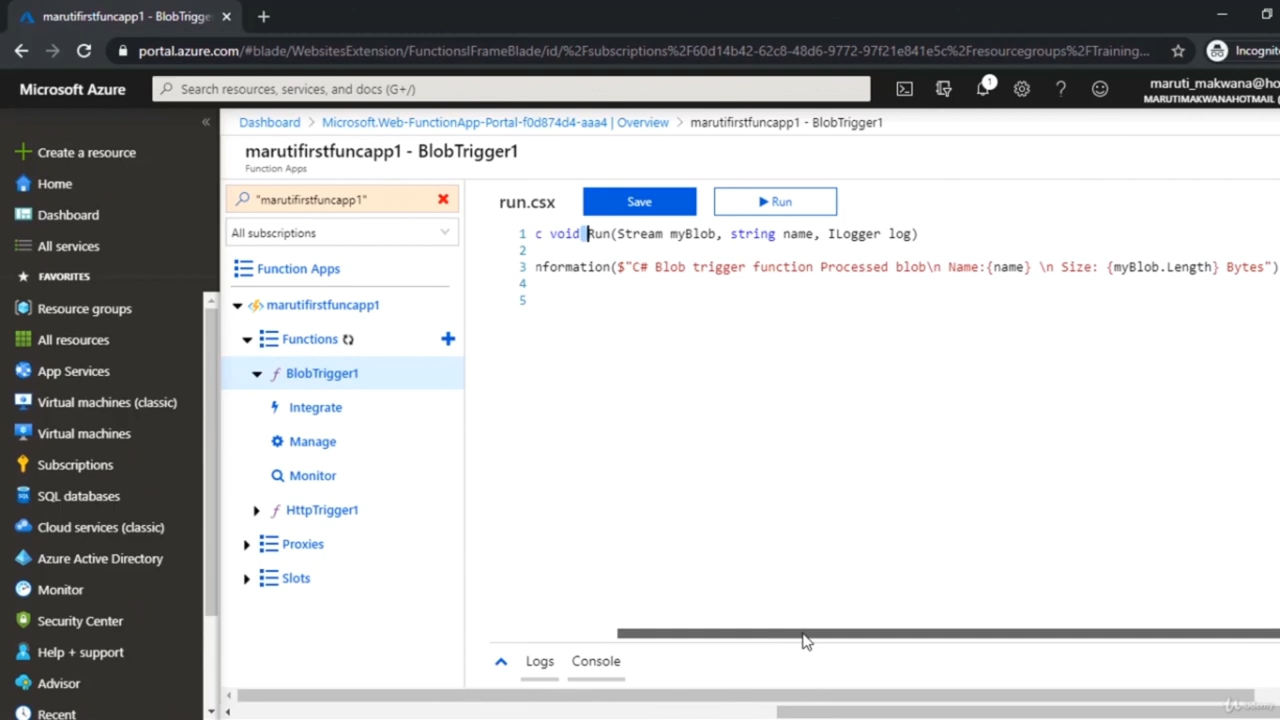 marutifirstfuncapp1 - BlobTrigge
portal.azure.com/#blade/WebsitesExtension/FunctionsIFrameBlade/id/%2Fsubscriptions%2F60d14b42-62c8-48d6-9772-97f21e841e5c%2Fresourcegroups%2FTraining...
Incognito
Microsoft Azure
Search resources, services, and docs (G+/)
1
maruti_makwana@ho
MARUTIMAKWANAHOTMAIL (
Create a resource
Home
Dashboard
All services
FAVORITES
Resource groups
All resources
App Services
Virtual machines (classic)
Virtual machines
Subscriptions
SQL databases
Cloud services (classic)
Azure Active Directory
Monitor
Security Center
Help + support
Advisor
Recent
Dashboard > Microsoft.Web-FunctionApp-Portal-f0d874d4-aaa4 | Overview > marutifirstfuncapp1 - BlobTrigger1
marutifirstfuncapp1 - BlobTrigger1
Function Apps
"marutifirstfuncapp1"
All subscriptions
Function Apps
marutifirstfuncapp1
Functions
BlobTrigger1
Integrate
Manage
Monitor
HttpTrigger1
Proxies
Slots
run.csx
Save
Run
1 c void Run(Stream myBlob, string name, ILogger log)
2
3 nformation($"C# Blob trigger function Processed blob\n Name:{name} \n Size: {myBlob.Length} Bytes")
4
5
Logs
Console
Udemy